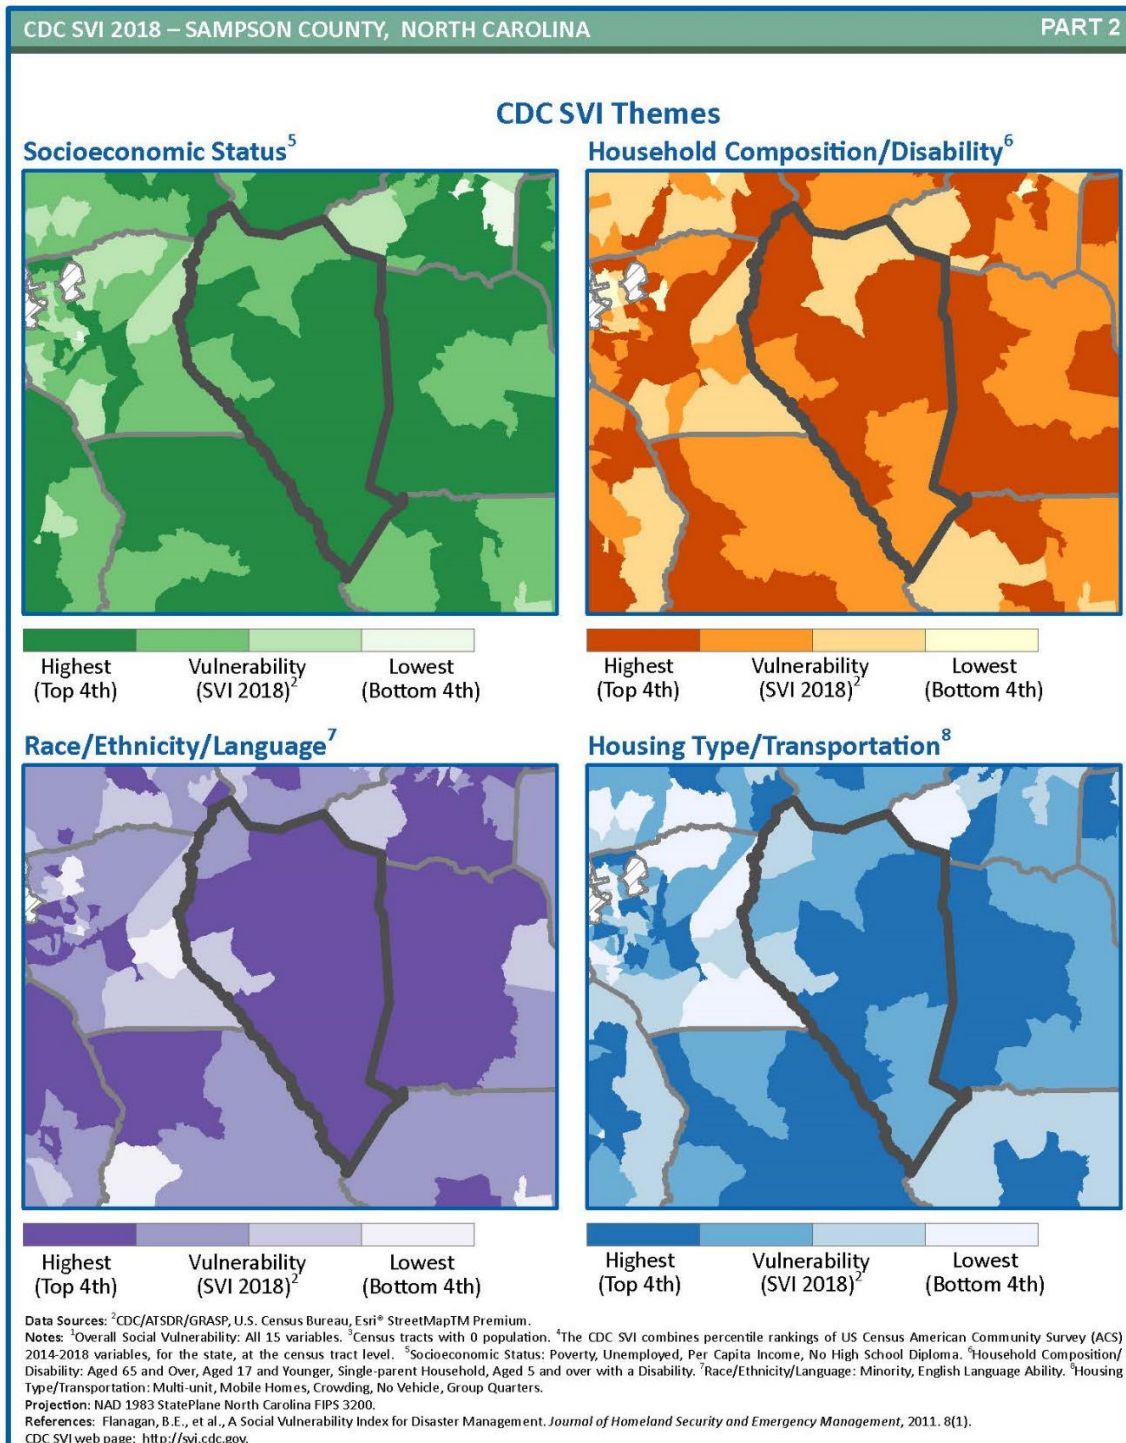 CDC SVI 2018 – SAMPSON COUNTY, NORTH CAROLINA PART 2
CDC SVI Themes
Socioeconomic Status⁵ Household Composition/Disability⁶
Highest (Top 4th) Vulnerability (SVI 2018)² Lowest (Bottom 4th)
Highest (Top 4th) Vulnerability (SVI 2018)² Lowest (Bottom 4th)
Race/Ethnicity/Language⁷ Housing Type/Transportation⁸
Highest (Top 4th) Vulnerability (SVI 2018)² Lowest (Bottom 4th)
Highest (Top 4th) Vulnerability (SVI 2018)² Lowest (Bottom 4th)
Data Sources: ²CDC/ATSDR/GRASP, U.S. Census Bureau, Esri® StreetMapTM Premium.
Notes: ¹Overall Social Vulnerability: All 15 variables. ³Census tracts with 0 population. ⁴The CDC SVI combines percentile rankings of US Census American Community Survey (ACS)
2014-2018 variables, for the state, at the census tract level. ⁵Socioeconomic Status: Poverty, Unemployed, Per Capita Income, No High School Diploma. ⁶Household Composition/
Disability: Aged 65 and Over, Aged 17 and Younger, Single-parent Household, Aged 5 and over with a Disability. ⁷Race/Ethnicity/Language: Minority, English Language Ability. ⁸Housing
Type/Transportation: Multi-unit, Mobile Homes, Crowding, No Vehicle, Group Quarters.
Projection: NAD 1983 StatePlane North Carolina FIPS 3200.
References: Flanagan, B.E., et al., A Social Vulnerability Index for Disaster Management. Journal of Homeland Security and Emergency Management, 2011. 8(1).
CDC SVI web page: http://svi.cdc.gov.